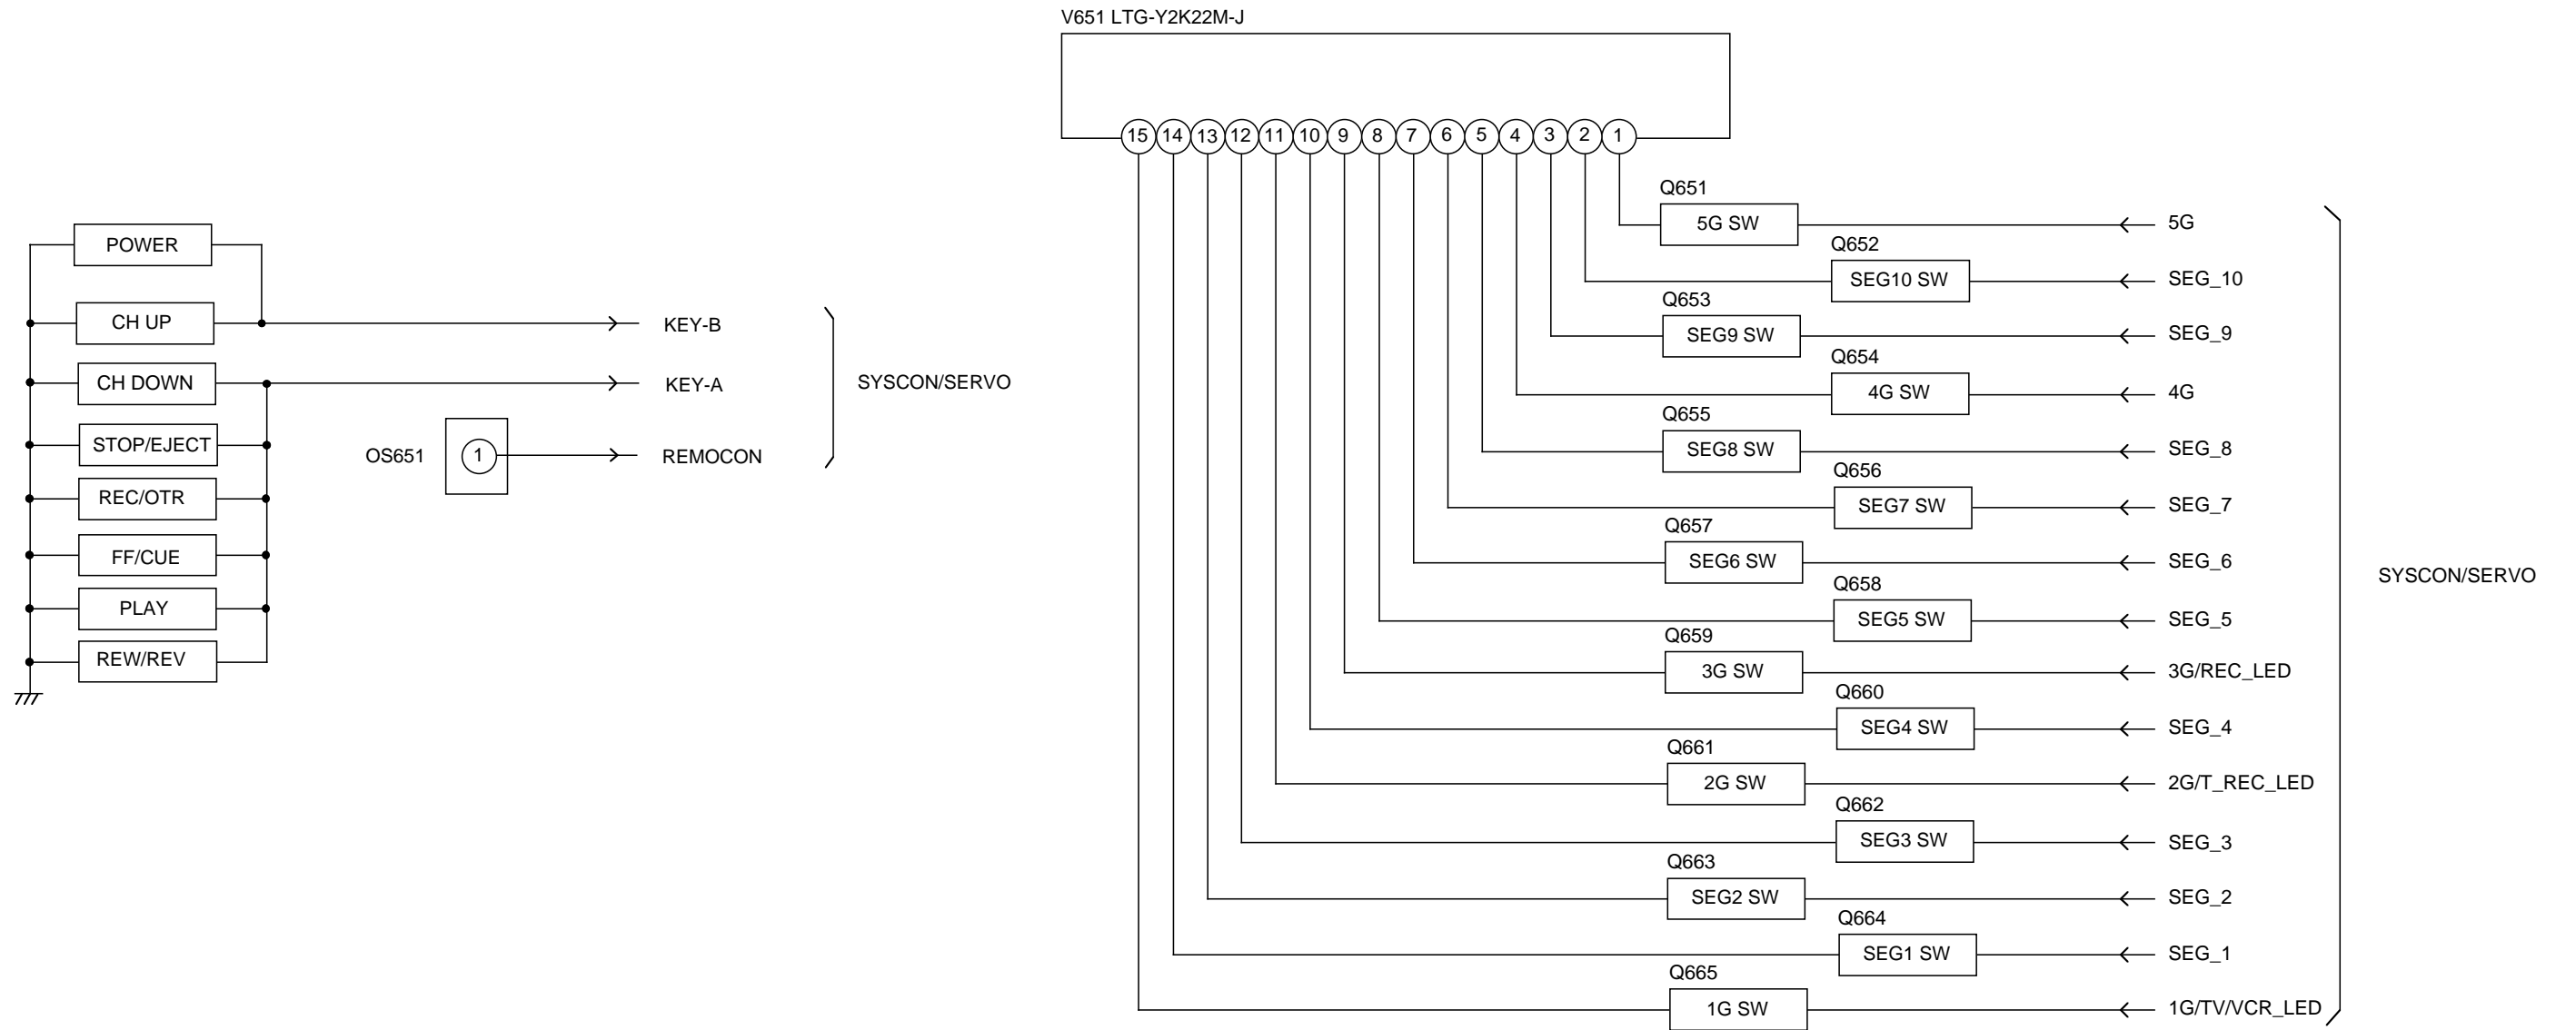 V651 LTG-Y2K22M-J
15 14 13 12 11 10 9 8 7 6 5 4 3 2 1
POWER
CH UP
KEY-B
CH DOWN
KEY-A
STOP/EJECT
OS651
1
REMOCON
REC/OTR
FF/CUE
PLAY
REW/REV
SYSCON/SERVO
Q651
5G SW
5G
Q652
SEG10 SW
SEG_10
Q653
SEG9 SW
SEG_9
Q654
4G SW
4G
Q655
SEG8 SW
SEG_8
Q656
SEG7 SW
SEG_7
Q657
SEG6 SW
SEG_6
Q658
SEG5 SW
SEG_5
Q659
3G SW
3G/REC_LED
Q660
SEG4 SW
SEG_4
Q661
2G SW
2G/T_REC_LED
Q662
SEG3 SW
SEG_3
Q663
SEG2 SW
SEG_2
Q664
SEG1 SW
SEG_1
Q665
1G SW
1G/TV/VCR_LED
SYSCON/SERVO